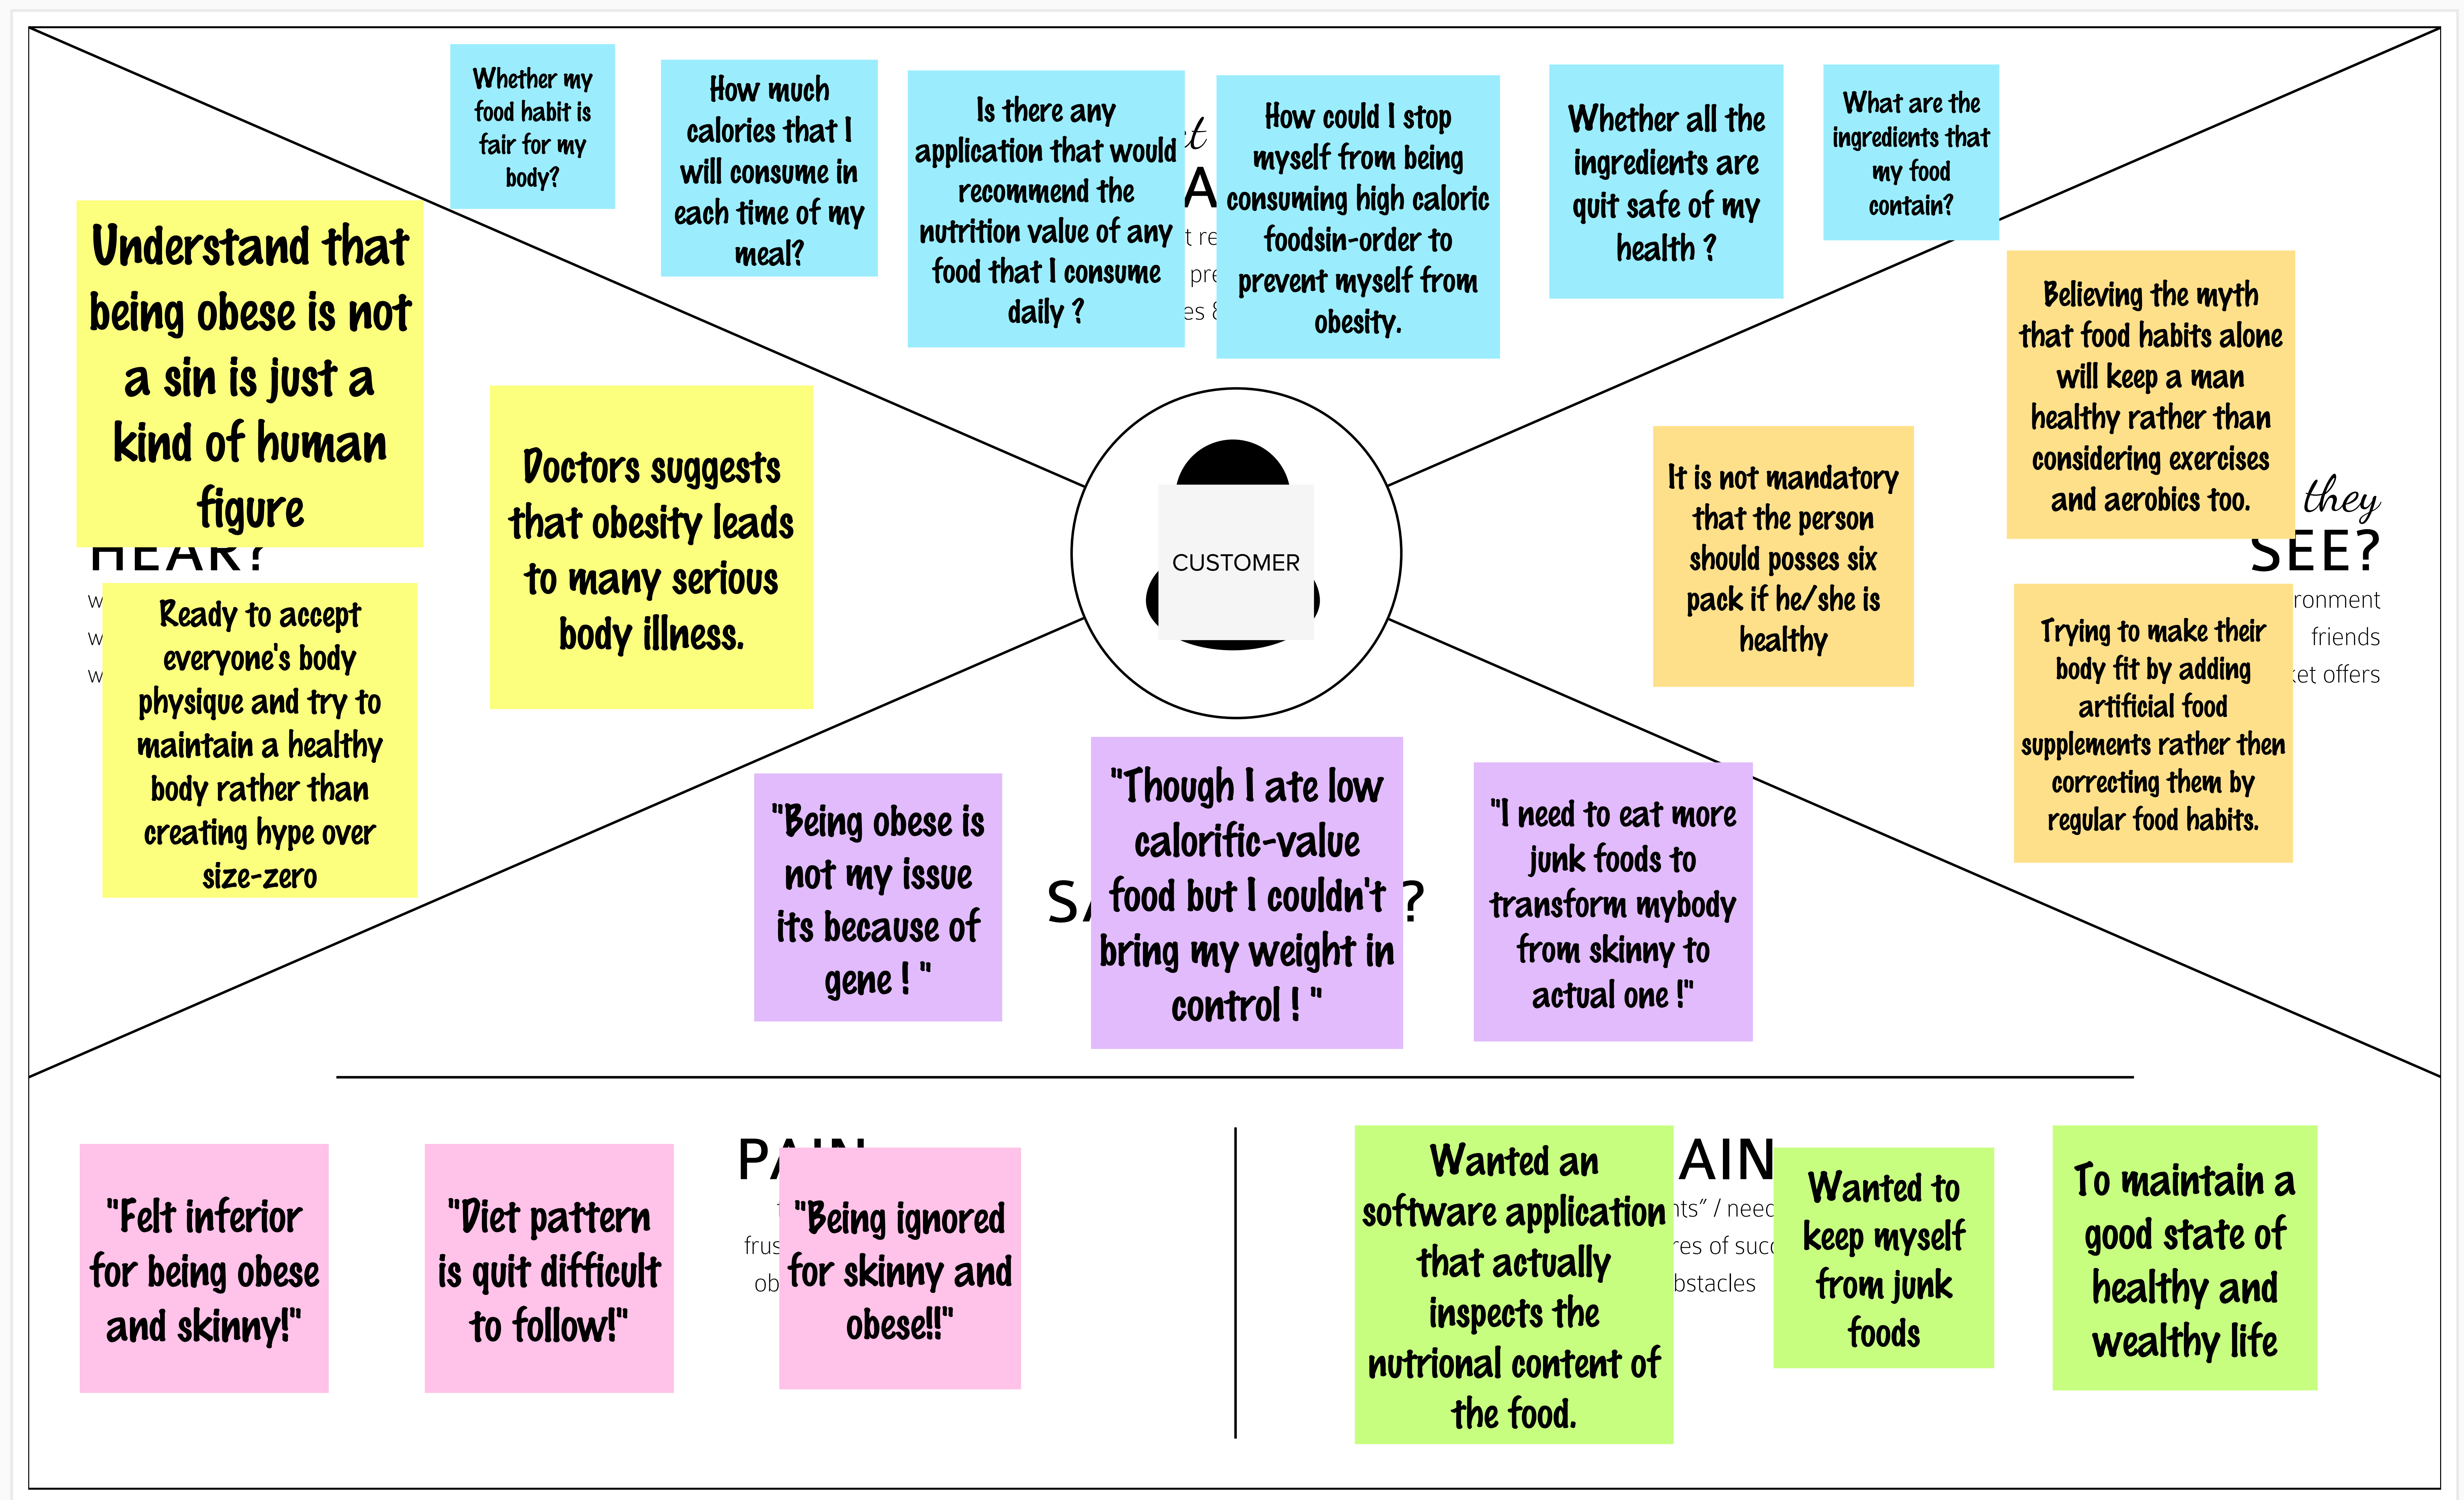 Whether my
food habit is
fair for my
body?
How much
calories that I
will consume in
each time of my
meal?
Is there any
application that would
recommend the
nutrition value of any
food that I consume
daily ?
How could I stop
myself from being
consuming high caloric
foodsin-order to
prevent myself from
obesity.
Whether all the
ingredients are
quit safe of my
health ?
What are the
ingredients that
my food
contain?
Understand that
being obese is not
a sin is just a
kind of human
figure
HEAR?
Doctors suggests
that obesity leads
to many serious
body illness.
Ready to accept
everyone's body
physique and try to
maintain a healthy
body rather than
creating hype over
size-zero
CUSTOMER
It is not mandatory
that the person
should posses six
pack if he/she is
healthy
Believing the myth
that food habits alone
will keep a man
healthy rather than
considering exercises
and aerobics too.
they
SEE?
friends
offers
Trying to make their
body fit by adding
artificial food
supplements rather then
correcting them by
regular food habits.
"Being obese is
not my issue
its because of
gene ! "
"Though I ate low
calorific-value
food but I couldn't
bring my weight in
control ! "
"I need to eat more
junk foods to
transform mybody
from skinny to
actual one !"
PAIN
"Felt inferior
for being obese
and skinny!"
"Diet pattern
is quit difficult
to follow!"
"Being ignored
for skinny and
obese!!"
Wanted an
software application
that actually
inspects the
nutrional content of
the food.
Wanted to
keep myself
from junk
foods
To maintain a
good state of
healthy and
wealthy life